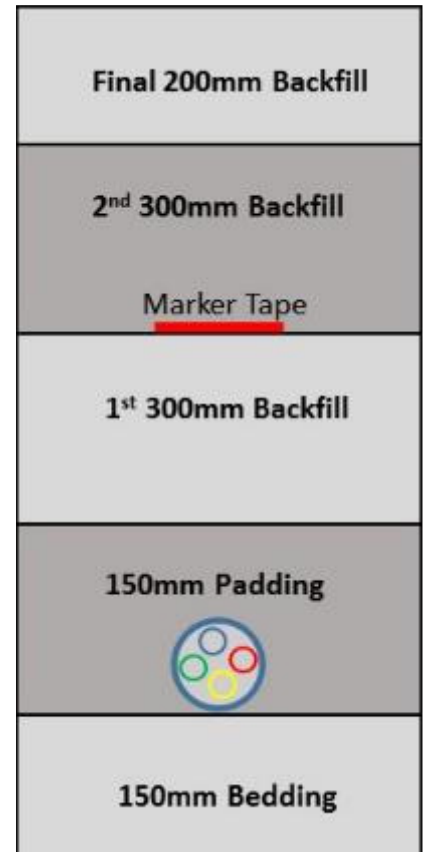 Final 200mm Backfill
2nd 300mm Backfill
Marker Tape
1st 300mm Backfill
150mm Padding
150mm Bedding